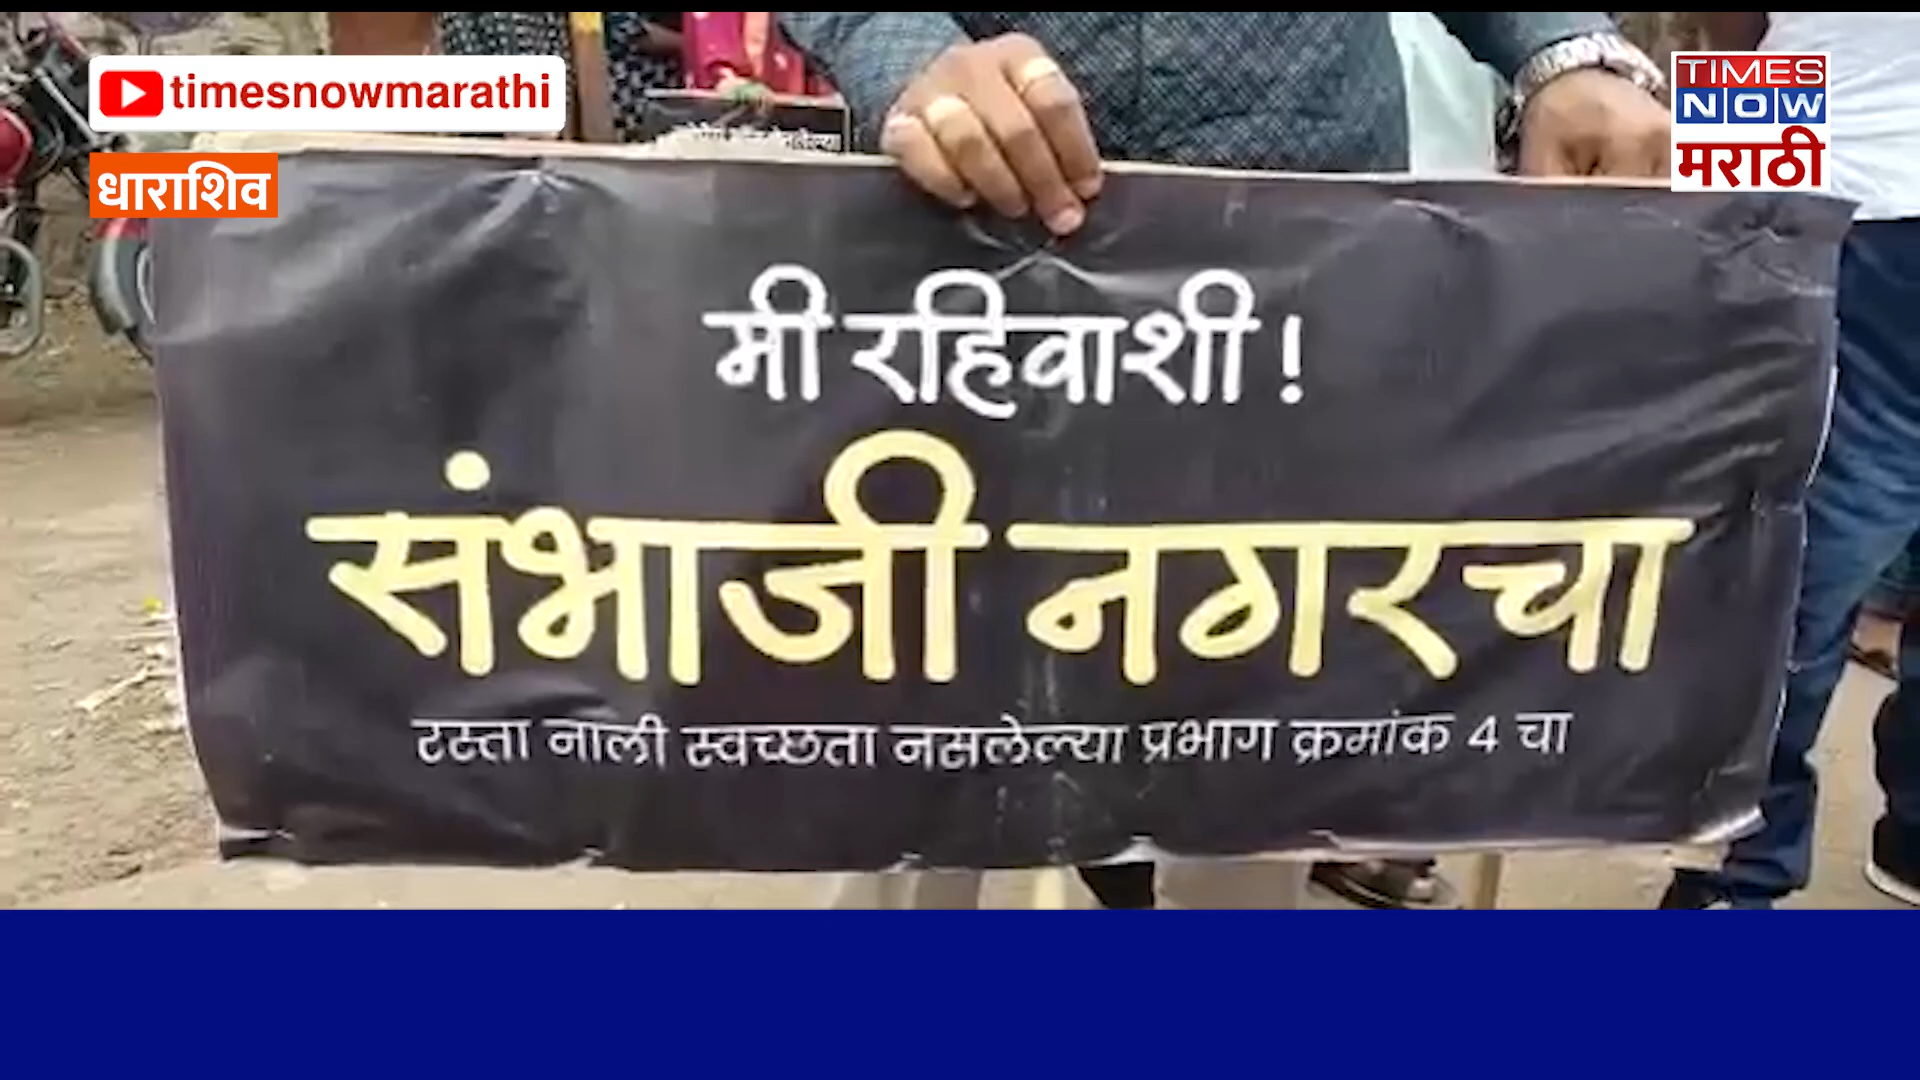 timesnowmarathi
TIMES
NOW
मराठी
धाराशिव
मी रहिवाशी !
संभाजी नगरचा
रस्ता नाली स्वच्छता नसलेल्या प्रभाग क्रमांक 4 चा